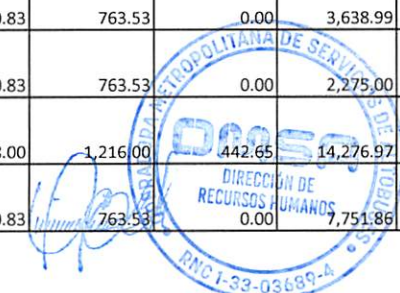 0.83 763.53 0.00 3,638.99
0.83 763.53 0.00 2,275.00
8.00 1,216.00 442.65 14,276.97
0.83 763.53 0.00 7,751.86
METROPOLITANA DE SERVICIOS DE
OMSA
DIRECCIÓN DE
RECURSOS HUMANOS
RNC 1-33-03689-4